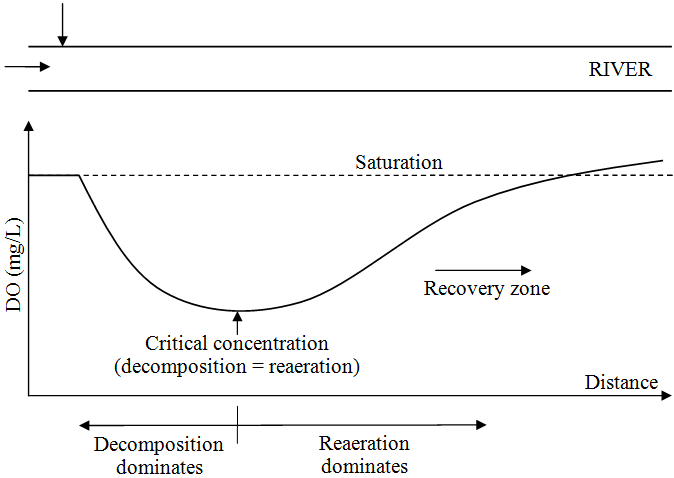 RIVER
Saturation
DO (mg/L)
Recovery zone
Critical concentration
(decomposition = reaeration)
Distance
Decomposition
dominates
Reaeration
dominates